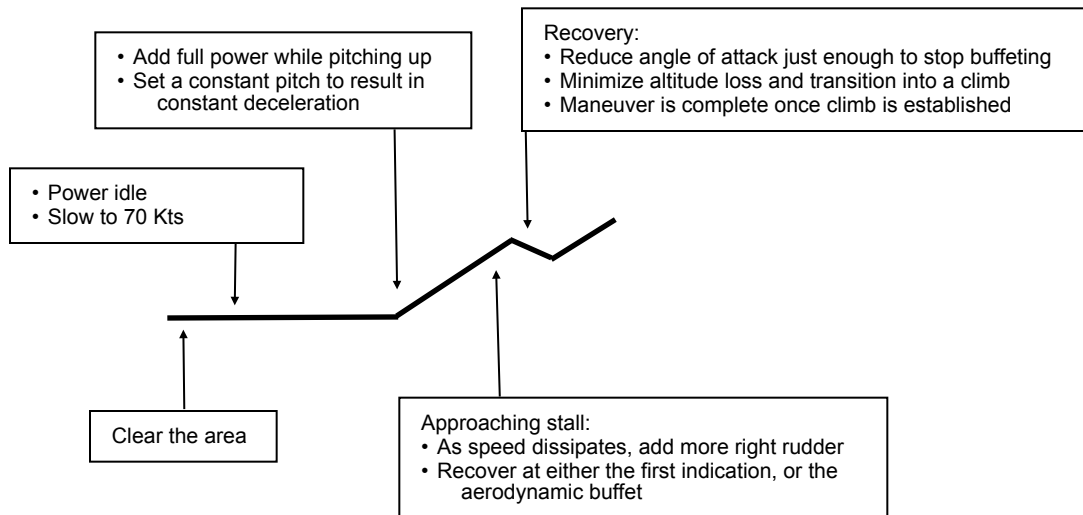 Clear the area
• Power idle
• Slow to 70 Kts
• Add full power while pitching up
• Set a constant pitch to result in
constant deceleration
Approaching stall:
• As speed dissipates, add more right rudder
• Recover at either the first indication, or the
aerodynamic buffet
Recovery:
• Reduce angle of attack just enough to stop buffeting
• Minimize altitude loss and transition into a climb
• Maneuver is complete once climb is established